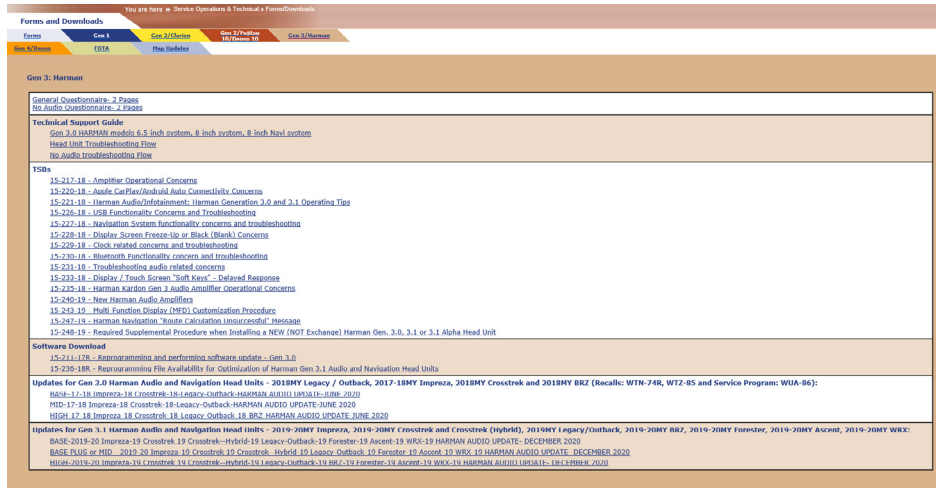 You are here » Service Operations & Technical » Forms/Downloads
Forms and Downloads
Forms
Gen 1
Gen 2/Clarion
Gen 2/Fujitsu
10/Denso 10
Gen 3/Harman
Gen 4/Denso
FOTA
Map Updates
Gen 3: Harman
General Questionnaire- 2 Pages
No Audio Questionnaire- 2 Pages
Technical Support Guide
Gen 3.0 HARMAN models 6.5 inch system, 8 inch system, 8 inch Navi system
Head Unit Troubleshooting Flow
No Audio troubleshooting Flow
TSBs
15-217-18 - Amplifier Operational Concerns
15-220-18 - Apple CarPlay/Android Auto Connectivity Concerns
15-221-18 - Harman Audio/Infotainment: Harman Generation 3.0 and 3.1 Operating Tips
15-226-18 - USB Functionality Concerns and Troubleshooting
15-227-18 - Navigation System functionality concerns and troubleshooting
15-228-18 - Display Screen Freeze-Up or Black (Blank) Concerns
15-229-18 - Clock related concerns and troubleshooting
15-230-18 - Bluetooth Functionality concern and troubleshooting
15-231-18 - Troubleshooting audio related concerns
15-233-18 - Display / Touch Screen "Soft Keys" - Delayed Response
15-235-18 - Harman Kardon Gen 3 Audio Amplifier Operational Concerns
15-240-19 - New Harman Audio Amplifiers
15-243-19 - Multi Function Display (MFD) Customization Procedure
15-247-19 - Harman Navigation "Route Calculation Unsuccessful" Message
15-248-19 - Required Supplemental Procedure when Installing a NEW (NOT Exchange) Harman Gen. 3.0, 3.1 or 3.1 Alpha Head Unit
Software Download
15-211-17R - Reprogramming and performing software update - Gen 3.0
15-236-18R - Reprogramming File Availability for Optimization of Harman Gen 3.1 Audio and Navigation Head Units
Updates for Gen 3.0 Harman Audio and Navigation Head Units - 2018MY Legacy / Outback, 2017-18MY Impreza, 2018MY Crosstrek and 2018MY BRZ (Recalls: WTN-74R, WTZ-85 and Service Program: WUA-86):
BASE-17-18 Impreza-18 Crosstrek-18-Legacy-Outback-HARMAN AUDIO UPDATE-JUNE 2020
MID-17-18 Impreza-18 Crosstrek-18-Legacy-Outback-HARMAN AUDIO UPDATE-JUNE 2020
HIGH 17-18 Impreza-18 Crosstrek 18-Legacy Outback 18 BRZ HARMAN AUDIO UPDATE JUNE 2020
Updates for Gen 3.1 Harman Audio and Navigation Head Units - 2019-20MY Impreza, 2019-20MY Crosstrek and Crosstrek (Hybrid), 2019MY Legacy/Outback, 2019-20MY BRZ, 2019-20MY Forester, 2019-20MY Ascent, 2019-20MY WRX:
BASE-2019-20 Impreza-19 Crosstrek 19 Crosstrek--Hybrid-19 Legacy-Outback-19 Forester-19 Ascent-19 WRX-19 HARMAN AUDIO UPDATE- DECEMBER 2020
BASE PLUS or MID 2019-20 Impreza 19 Crosstrek 19 Crosstrek Hybrid 19 Legacy Outback 19 Forester 19 Ascent 19 WRX 19 HARMAN AUDIO UPDATE DECEMBER 2020
HIGH-2019-20 Impreza-19 Crosstrek 19 Crosstrek--Hybrid-19 Legacy-Outback-19 BRZ-19 Forester-19 Ascent-19 WRX-19 HARMAN AUDIO UPDATE- DECEMBER 2020